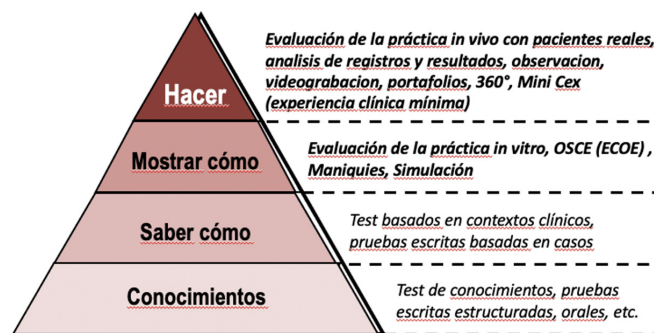 Evaluación de la práctica in vivo con pacientes reales,
analisis de registros y resultados, observacion,
videograbacion, portafolios, 360°, Mini Cex
(experiencia clínica mínima)
Hacer
Evaluación de la práctica in vitro, OSCE (ECOE) ,
Maniquies, Simulación
Mostrar cómo
Test basados en contextos clínicos,
pruebas escritas basadas en casos
Saber cómo
Test de conocimientos, pruebas
escritas estructuradas, orales, etc.
Conocimientos